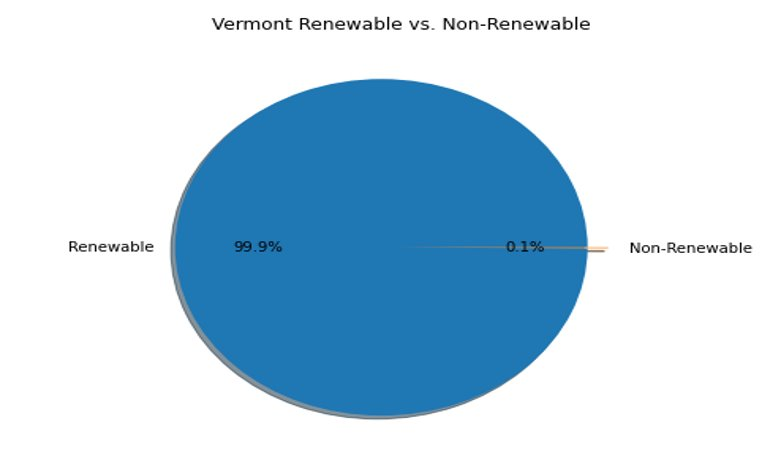 Vermont Renewable vs. Non-Renewable
Renewable
99.9%
0.1%
Non-Renewable